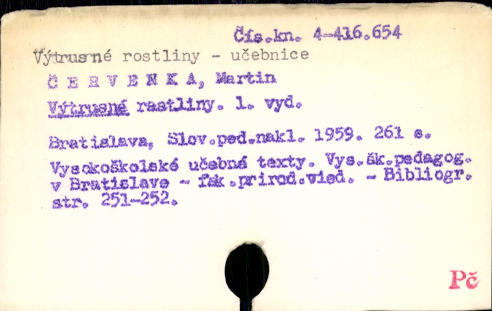 Čís.kn. 4-416.654
Výtrusné rostliny - učebnice
Č E R V E N K A, Martin
Výtrusné rastliny. 1. vyd.
Bratislava, Slov.ped.nakl. 1959. 261 s.
Vysokoškolské učebné texty. Vys.šk.pedagog.
v Bratislave - fak.prírod.vied. - Bibliogr.
str. 251-252.
Pč